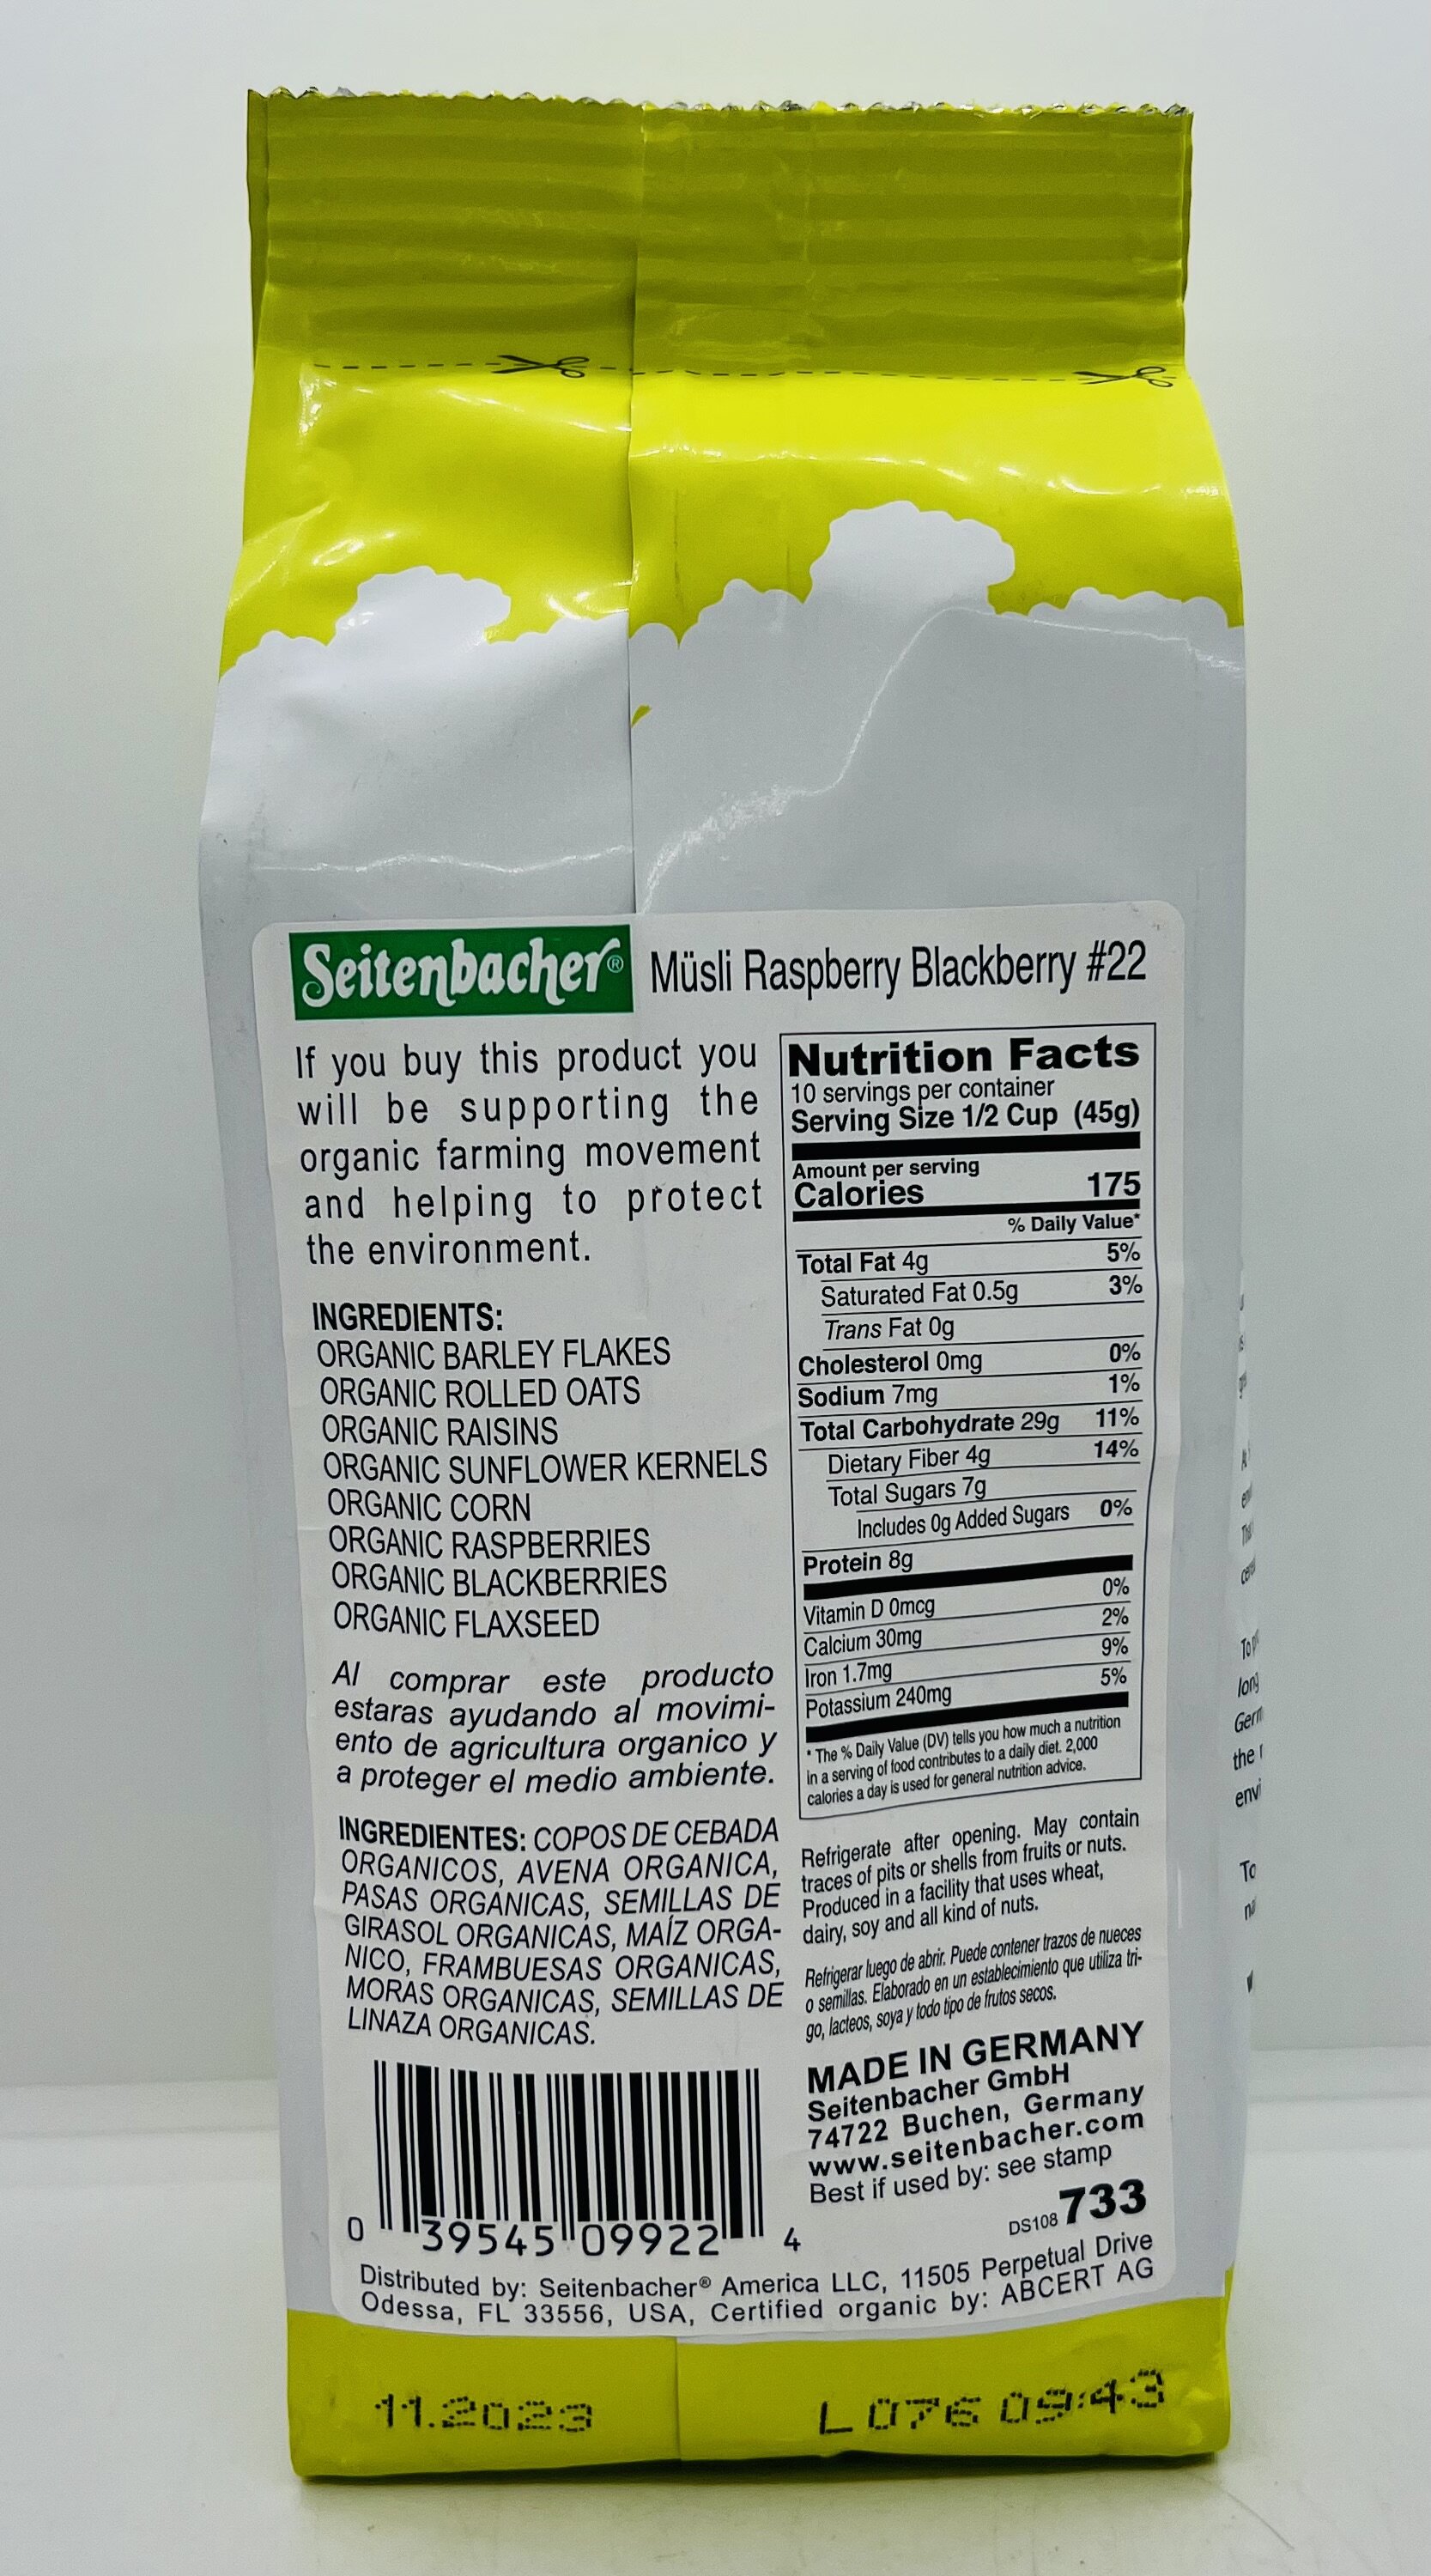 Seitenbacher® Müsli Raspberry Blackberry #22
If you buy this product you
will be supporting the
organic farming movement
and helping to protect
the environment.
INGREDIENTS:
ORGANIC BARLEY FLAKES
ORGANIC ROLLED OATS
ORGANIC RAISINS
ORGANIC SUNFLOWER KERNELS
ORGANIC CORN
ORGANIC RASPBERRIES
ORGANIC BLACKBERRIES
ORGANIC FLAXSEED
Al comprar este producto
estaras ayudando al movimi-
ento de agricultura organico y
a proteger el medio ambiente.
INGREDIENTES: COPOS DE CEBADA
ORGANICOS, AVENA ORGANICA,
PASAS ORGANICAS, SEMILLAS DE
GIRASOL ORGANICAS, MAÍZ ORGA-
NICO, FRAMBUESAS ORGANICAS,
MORAS ORGANICAS, SEMILLAS DE
LINAZA ORGANICAS.
0 39545 09922 4
Nutrition Facts
10 servings per container
Serving Size 1/2 Cup (45g)
Amount per serving
Calories 175
% Daily Value*
Total Fat 4g 5%
Saturated Fat 0.5g 3%
Trans Fat 0g
Cholesterol 0mg 0%
Sodium 7mg 1%
Total Carbohydrate 29g 11%
Dietary Fiber 4g 14%
Total Sugars 7g
Includes 0g Added Sugars 0%
Protein 8g
Vitamin D 0mcg 0%
Calcium 30mg 2%
Iron 1.7mg 9%
Potassium 240mg 5%
* The % Daily Value (DV) tells you how much a nutrition
in a serving of food contributes to a daily diet. 2,000
calories a day is used for general nutrition advice.
Refrigerate after opening. May contain
traces of pits or shells from fruits or nuts.
Produced in a facility that uses wheat,
dairy, soy and all kind of nuts.
Refrigerar luego de abrir. Puede contener trazos de nueces
o semillas. Elaborado en un establecimiento que utiliza tri-
go, lacteos, soya y todo tipo de frutos secos.
MADE IN GERMANY
Seitenbacher GmbH
74722 Buchen, Germany
www.seitenbacher.com
Best if used by: see stamp
DS108 733
Distributed by: Seitenbacher® America LLC, 11505 Perpetual Drive
Odessa, FL 33556, USA, Certified organic by: ABCERT AG
11.2023 L 076 09:43